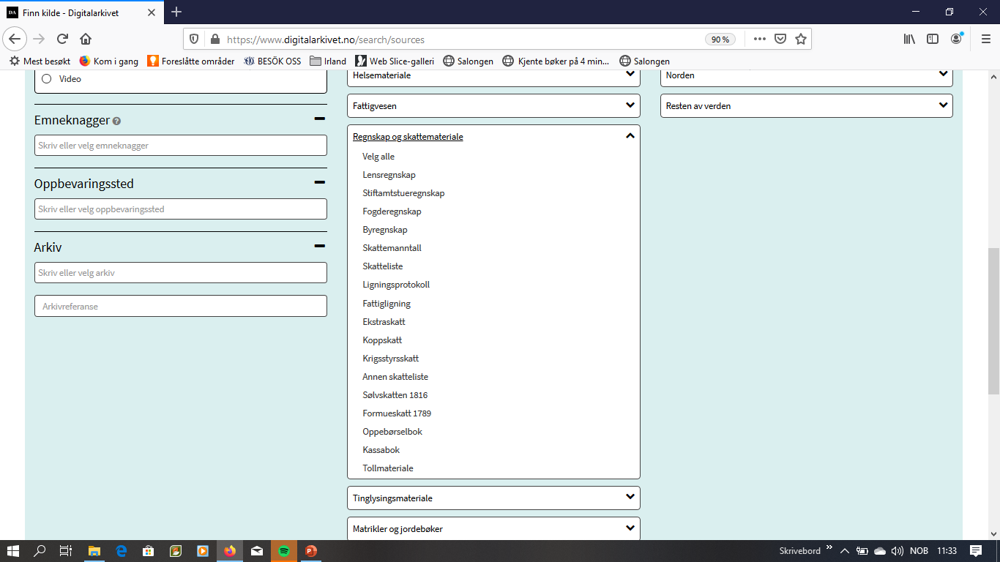 DA Finn kilde - Digitalarkivet
https://www.digitalarkivet.no/search/sources 90 %
Mest besøkt Kom i gang Foreslåtte områder BESÖK OSS Irland Web Slice-galleri Salongen Kjente bøker på 4 min... Salongen
Video
Emneknagger ?
Skriv eller velg emneknagger
Oppbevaringssted
Skriv eller velg oppbevaringssted
Arkiv
Skriv eller velg arkiv
Arkivreferanse
Helsemateriale
Fattigvesen
Regnskap og skattemateriale
Velg alle
Lensregnskap
Stiftamtstueregnskap
Fogderegnskap
Byregnskap
Skattemanntall
Skatteliste
Ligningsprotokoll
Fattigligning
Ekstraskatt
Koppskatt
Krigsstyrsskatt
Annen skatteliste
Sølvskatten 1816
Formueskatt 1789
Oppebørselbok
Kassabok
Tollmateriale
Tinglysingsmateriale
Matrikler og jordebøker
Norden
Resten av verden
Skrivebord NOB 11:33